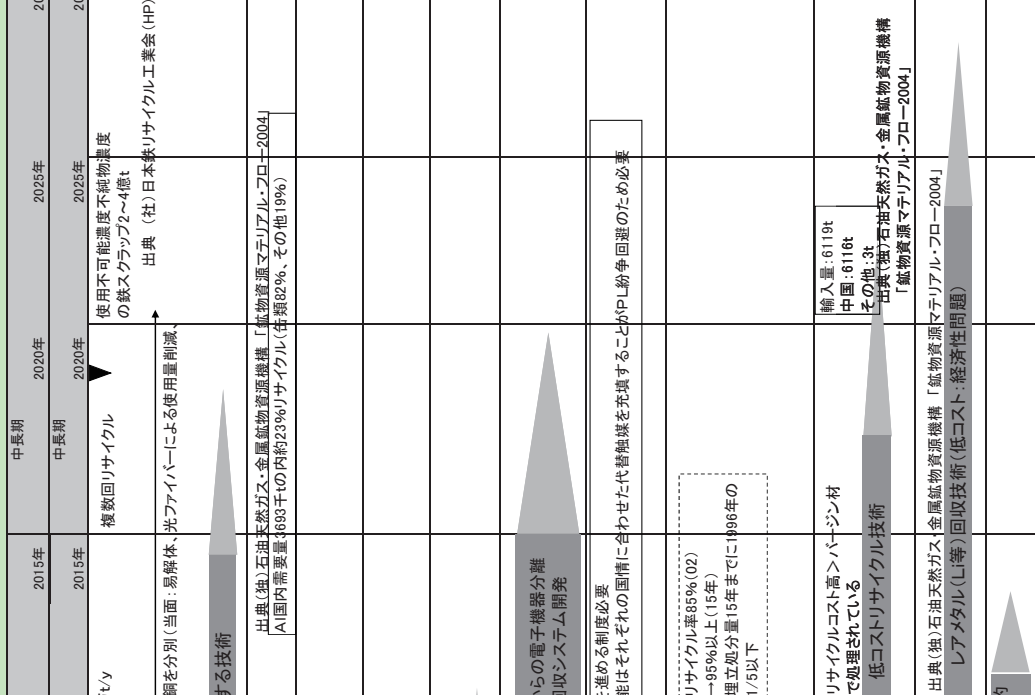 中長期
2015年
2020年
2025年
20
中長期
2015年
2020年
2025年
20
t/y
複数回リサイクル
使用不可能濃度不純物濃度
の鉄スクラップ2～4億t
出典 (社)日本鉄リサイクル工業会(HP)
銅を分別(当面:易解体、光ファイバーによる使用量削減、
する技術
出典(独)石油天然ガス・金属鉱物資源機構「鉱物資源マテリアル・フロー2004」
Al国内需要量3693千tの内約23%リサイクル(缶類82%、その他19%)
らの電子機器分離
回収システム開発
を進める制度必要
能はそれぞれの国情に合わせた代替触媒を充填することがPL紛争回避のため必要
リサイクル率85%(02)
→95%以上(15年)
埋立処分量15年までに1996年の
1/5以下
リサイクルコスト高＞バージン材
で処理されている
低コストリサイクル技術
輸入量:6119t
中国:6116t
その他:3t
出典(独)石油天然ガス・金属鉱物資源機構
「鉱物資源マテリアル・フロー2004」
出典(独)石油天然ガス・金属鉱物資源機構「鉱物資源マテリアル・フロー2004」
レアメタル(Li等)回収技術(低コスト:経済性問題)
約